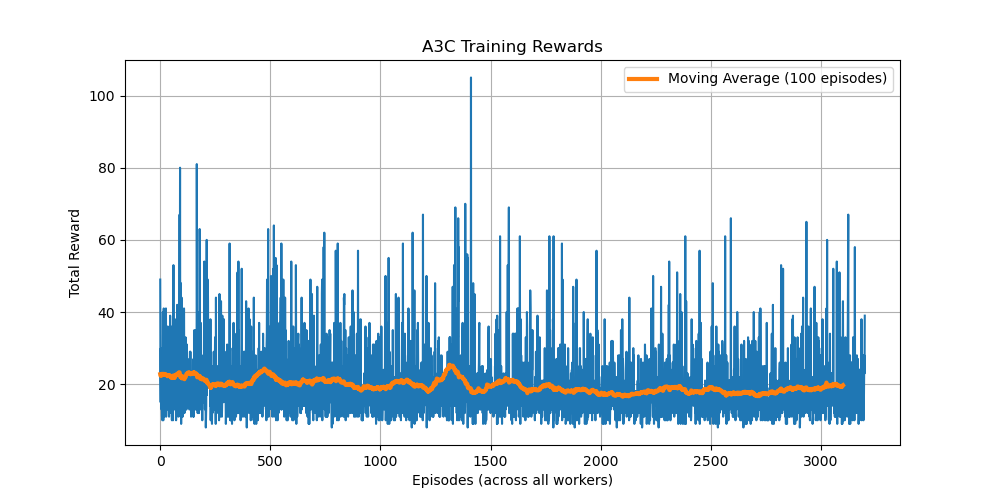 A3C Training Rewards
Moving Average (100 episodes)
Total Reward
100
80
60
40
20
0 500 1000 1500 2000 2500 3000
Episodes (across all workers)